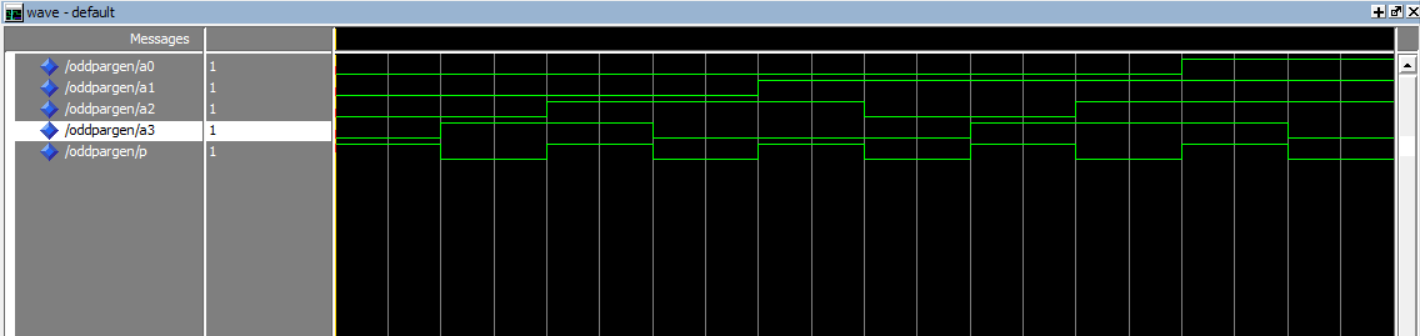 wave - default
Messages
/oddpargen/a0 1
/oddpargen/a1 1
/oddpargen/a2 1
/oddpargen/a3 1
/oddpargen/p 1